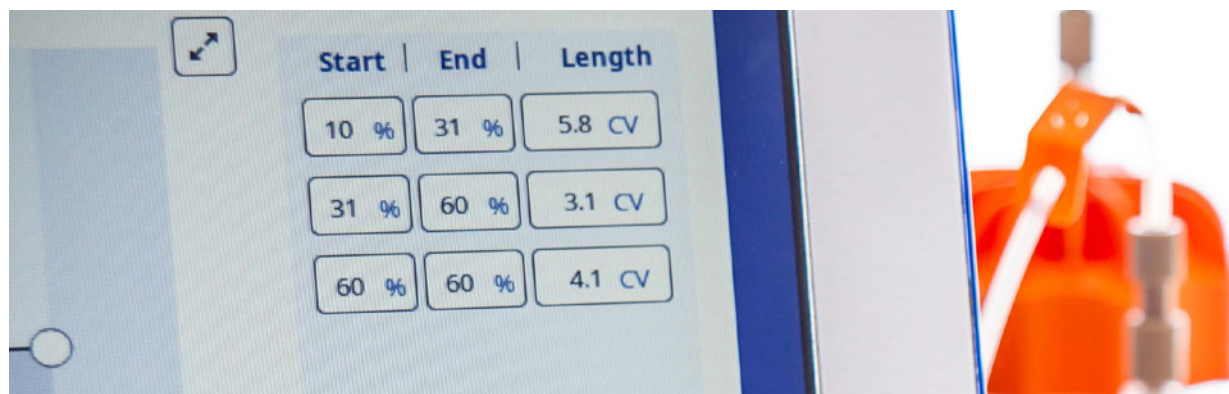 Start | End | Length
10 % 31 % 5.8 CV
31 % 60 % 3.1 CV
60 % 60 % 4.1 CV